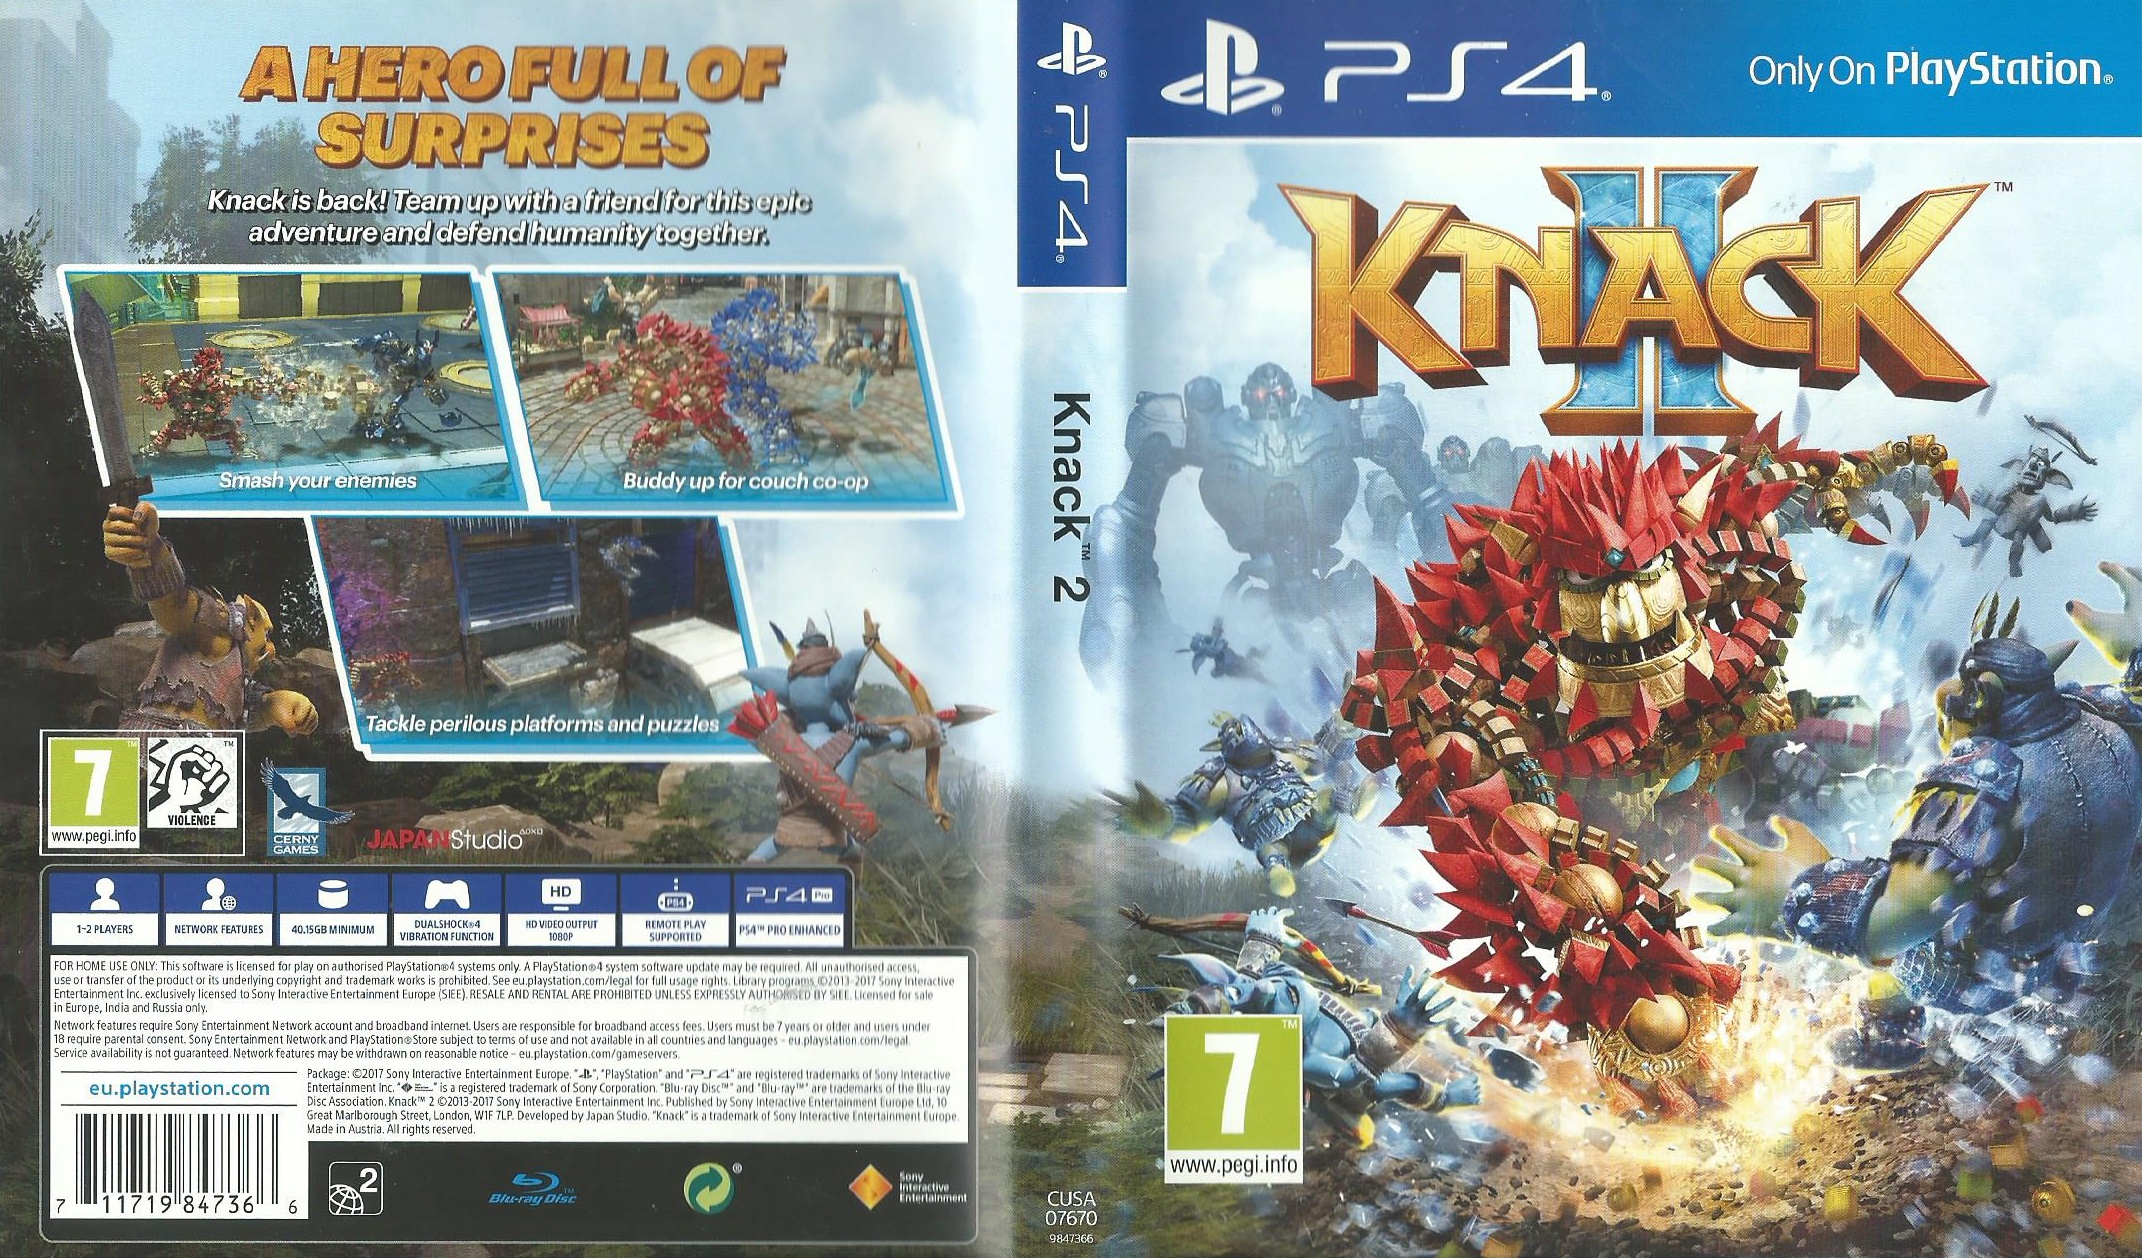 A HERO FULL OF
SURPRISES
Knack is back! Team up with a friend for this epic
adventure and defend humanity together.
Smash your enemies
Buddy up for couch co-op
Tackle perilous platforms and puzzles
7™
www.pegi.info
™
VIOLENCE
CERNY
GAMES
JAPANStudio
1-2 PLAYERS
NETWORK FEATURES
40.15GB MINIMUM
DUALSHOCK®4
VIBRATION FUNCTION
HD
HD VIDEO OUTPUT
1080P
PS4
REMOTE PLAY
SUPPORTED
PS4 Pro
PS4™ PRO ENHANCED
FOR HOME USE ONLY: This software is licensed for play on authorised PlayStation®4 systems only. A PlayStation®4 system software update may be required. All unauthorised access,
use or transfer of the product or its underlying copyright and trademark works is prohibited. See eu.playstation.com/legal for full usage rights. Library programs ©2013-2017 Sony Interactive
Entertainment Inc. exclusively licensed to Sony Interactive Entertainment Europe (SIEE). RESALE AND RENTAL ARE PROHIBITED UNLESS EXPRESSLY AUTHORISED BY SIEE. Licensed for sale
in Europe, India and Russia only.
Network features require Sony Entertainment Network account and broadband internet. Users are responsible for broadband access fees. Users must be 7 years or older and users under
18 require parental consent. Sony Entertainment Network and PlayStation®Store subject to terms of use and not available in all countries and languages – eu.playstation.com/legal.
Service availability is not guaranteed. Network features may be withdrawn on reasonable notice – eu.playstation.com/gameservers.
eu.playstation.com
Package: ©2017 Sony Interactive Entertainment Europe. "", "PlayStation" and "PS4" are registered trademarks of Sony Interactive
Entertainment Inc. "" is a registered trademark of Sony Corporation. "Blu-ray Disc™" and "Blu-ray™" are trademarks of the Blu-ray
Disc Association. Knack™ 2 ©2013-2017 Sony Interactive Entertainment Inc. Published by Sony Interactive Entertainment Europe Ltd, 10
Great Marlborough Street, London, W1F 7LP. Developed by Japan Studio. "Knack" is a trademark of Sony Interactive Entertainment Europe.
Made in Austria. All rights reserved.
7 11719 84736 6
2
Blu-ray Disc™
®
Sony
Interactive
Entertainment
PS4®
Knack™ 2
CUSA
07670
9847366
PS4®
Only On PlayStation®
KNACK II™
7™
www.pegi.info